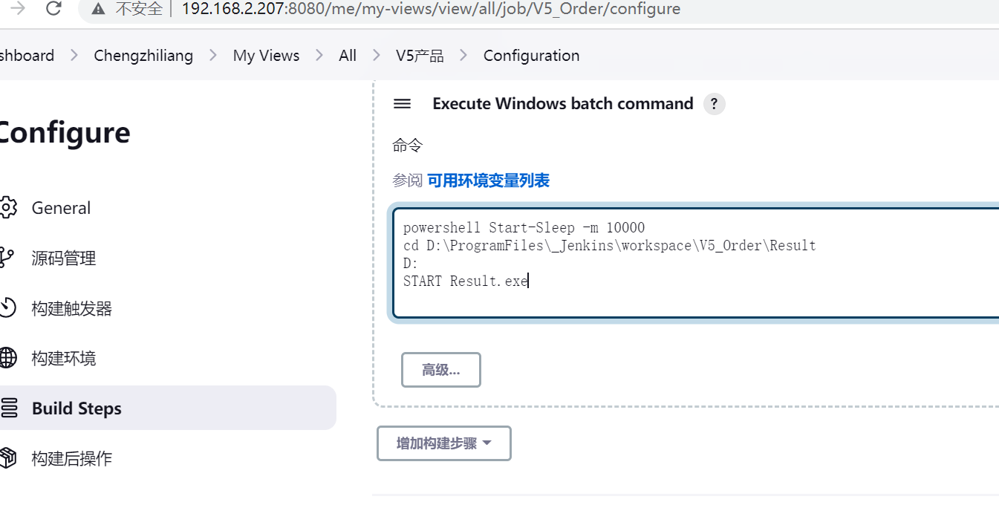 不安全 192.168.2.207:8080/me/my-views/view/all/job/V5_Order/configure
shboard Chengzhiliang My Views All V5产品 Configuration
Configure
General
源码管理
构建触发器
构建环境
Build Steps
构建后操作
Execute Windows batch command ?
命令
参阅 可用环境变量列表
powershell Start-Sleep -m 10000
cd D:\ProgramFiles\_Jenkins\workspace\V5_Order\Result
D:
START Result.exe
高级...
增加构建步骤